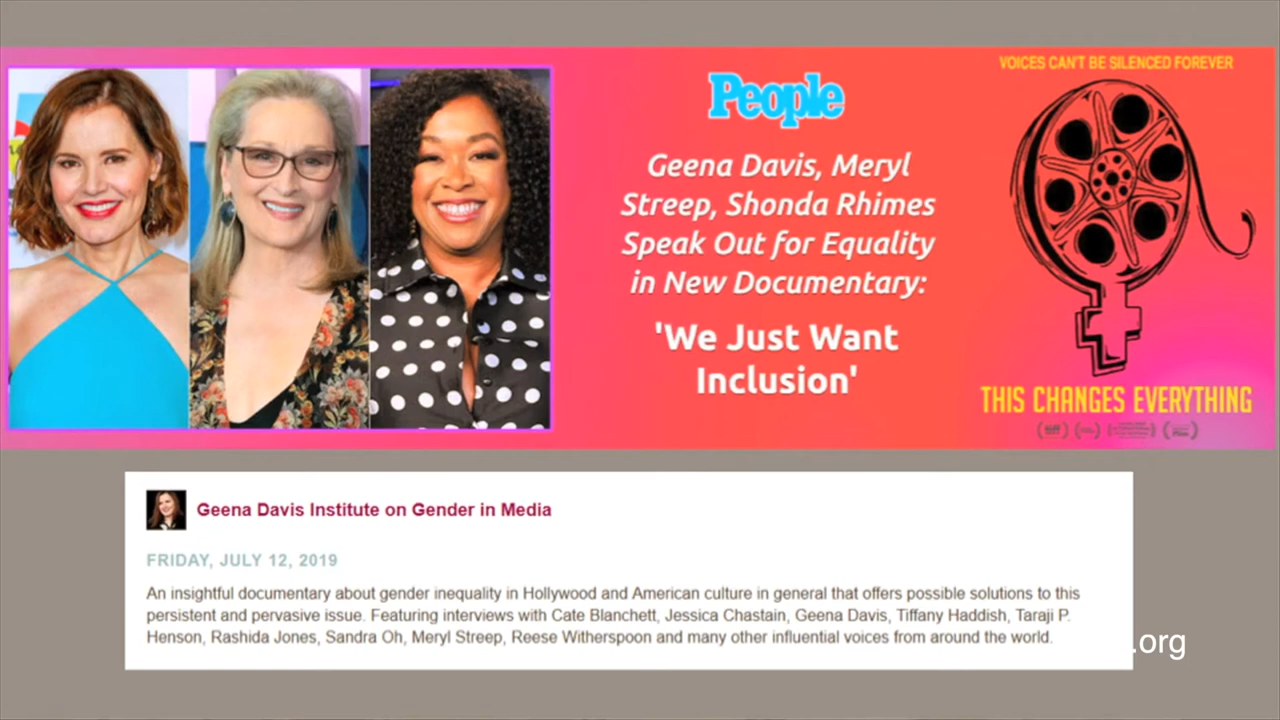 VOICES CAN'T BE SILENCED FOREVER
People
Geena Davis, Meryl
Streep, Shonda Rhimes
Speak Out for Equality
in New Documentary:
'We Just Want
Inclusion'
THIS CHANGES EVERYTHING
Geena Davis Institute on Gender in Media
FRIDAY, JULY 12, 2019
An insightful documentary about gender inequality in Hollywood and American culture in general that offers possible solutions to this
persistent and pervasive issue. Featuring interviews with Cate Blanchett, Jessica Chastain, Geena Davis, Tiffany Haddish, Taraji P.
Henson, Rashida Jones, Sandra Oh, Meryl Streep, Reese Witherspoon and many other influential voices from around the world.
.org